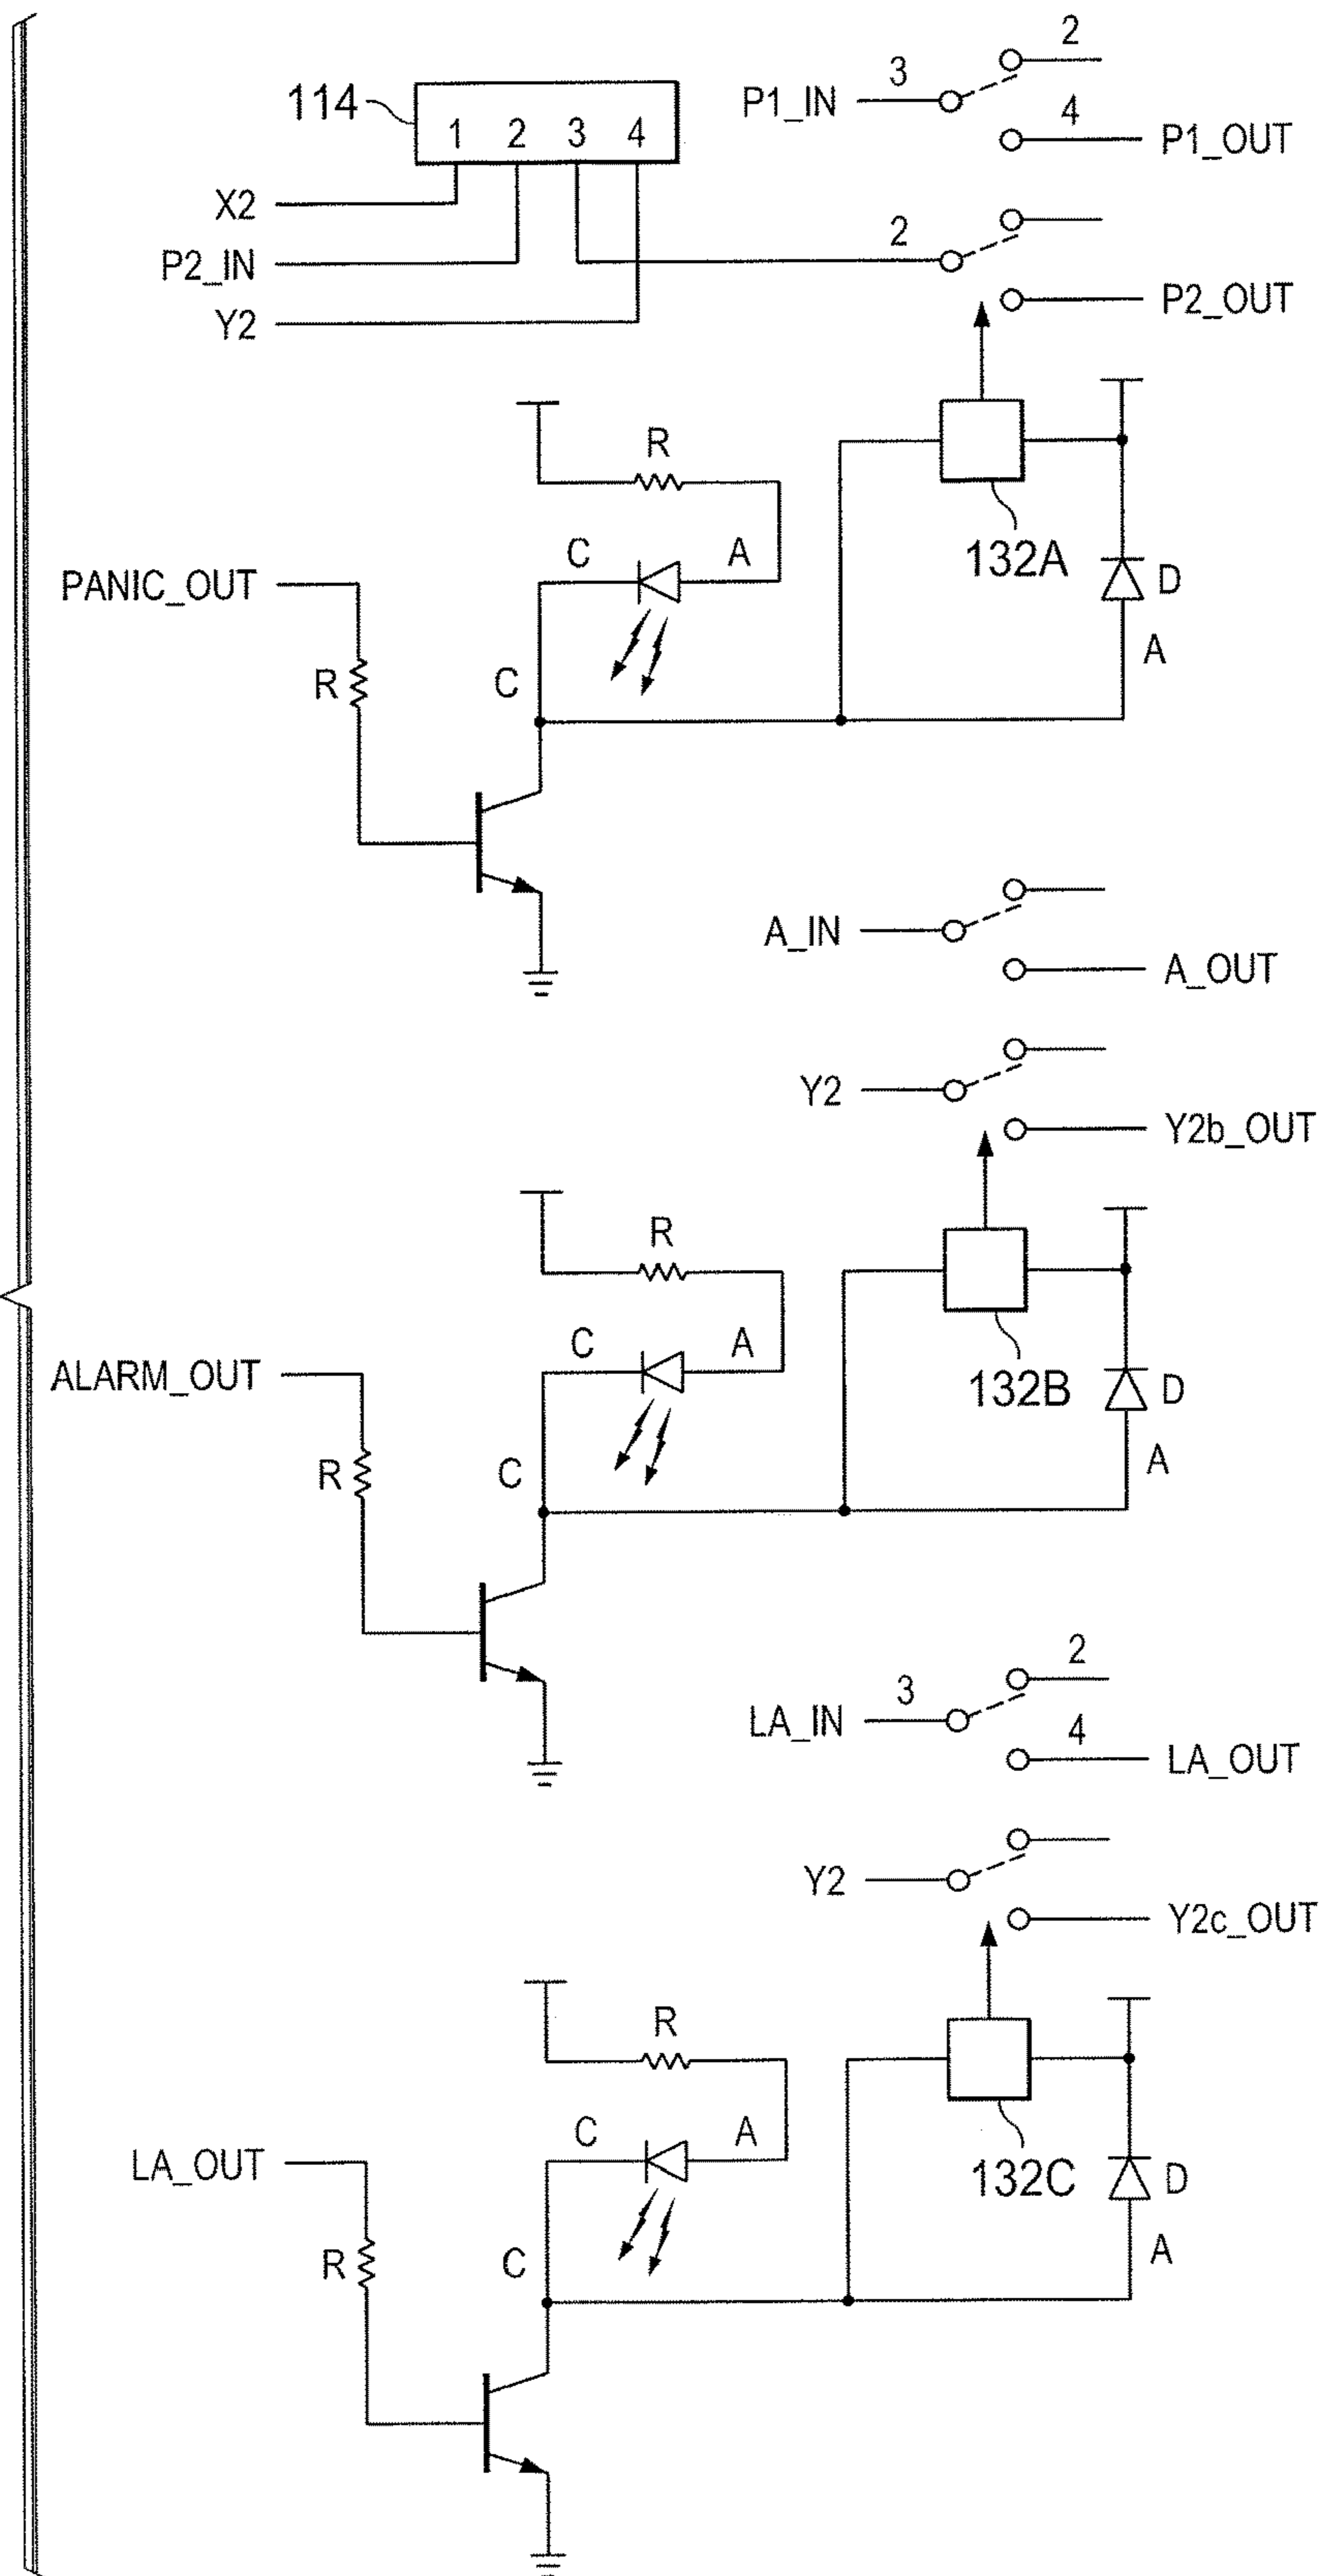 2
3
P1_IN
4
P1_OUT
114
1 2 3 4
X2
P2_IN
Y2
2
P2_OUT
R
132A
C A
D
PANIC_OUT
A
R
C
A_IN
A_OUT
Y2
Y2b_OUT
R
132B
C A
D
ALARM_OUT
A
R
C
2
3
LA_IN
4
LA_OUT
Y2
Y2c_OUT
R
132C
C A
D
LA_OUT
A
R
C